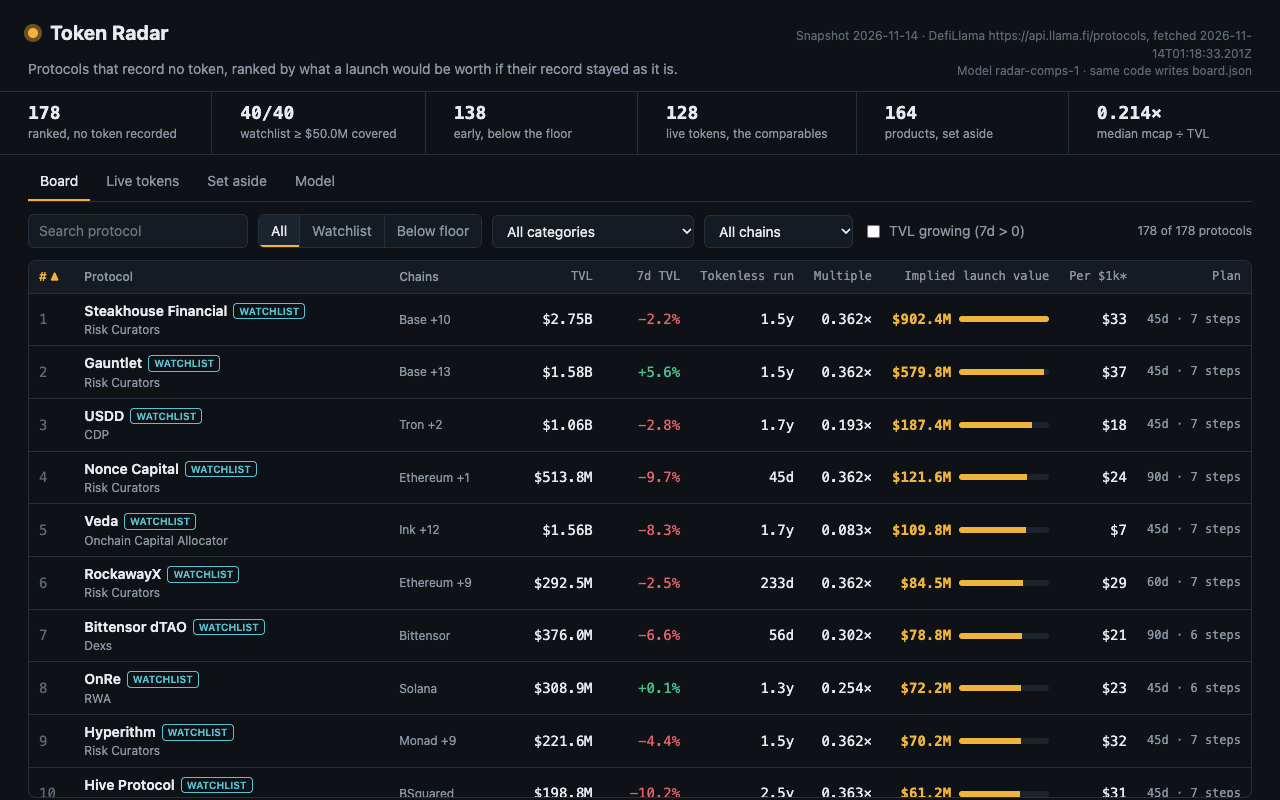 Token Radar
Snapshot 2026-11-14 · DefiLlama https://api.llama.fi/protocols, fetched 2026-11-
14T01:18:33.201Z
Protocols that record no token, ranked by what a launch would be worth if their record stayed as it is.
Model radar-comps-1 · same code writes board.json
178 40/40 138 128 164 0.214×
ranked, no token recorded watchlist ≥ $50.0M covered early, below the floor live tokens, the comparables products, set aside median mcap ÷ TVL
Board Live tokens Set aside Model
Search protocol All Watchlist Below floor All categories All chains TVL growing (7d > 0) 178 of 178 protocols
# ▲ Protocol Chains TVL 7d TVL Tokenless run Multiple Implied launch value Per $1k* Plan
Steakhouse Financial WATCHLIST
1 Base +10 $2.75B −2.2% 1.5y 0.362× $902.4M $33 45d · 7 steps
Risk Curators
Gauntlet WATCHLIST
2 Base +13 $1.58B +5.6% 1.5y 0.362× $579.8M $37 45d · 7 steps
Risk Curators
USDD WATCHLIST
3 Tron +2 $1.06B −2.8% 1.7y 0.193× $187.4M $18 45d · 7 steps
CDP
Nonce Capital WATCHLIST
4 Ethereum +1 $513.8M −9.7% 45d 0.362× $121.6M $24 90d · 7 steps
Risk Curators
Veda WATCHLIST
5 Ink +12 $1.56B −8.3% 1.7y 0.083× $109.8M $7 45d · 7 steps
Onchain Capital Allocator
RockawayX WATCHLIST
6 Ethereum +9 $292.5M −2.5% 233d 0.362× $84.5M $29 60d · 7 steps
Risk Curators
Bittensor dTAO WATCHLIST
7 Bittensor $376.0M −6.6% 56d 0.302× $78.8M $21 90d · 6 steps
Dexs
OnRe WATCHLIST
8 Solana $308.9M +0.1% 1.3y 0.254× $72.2M $23 45d · 6 steps
RWA
Hyperithm WATCHLIST
9 Monad +9 $221.6M −4.4% 1.5y 0.362× $70.2M $32 45d · 7 steps
Risk Curators
Hive Protocol WATCHLIST
10 BSquared $198.8M −10.2% 2.5y 0.363× $61.2M $31 45d · 7 steps